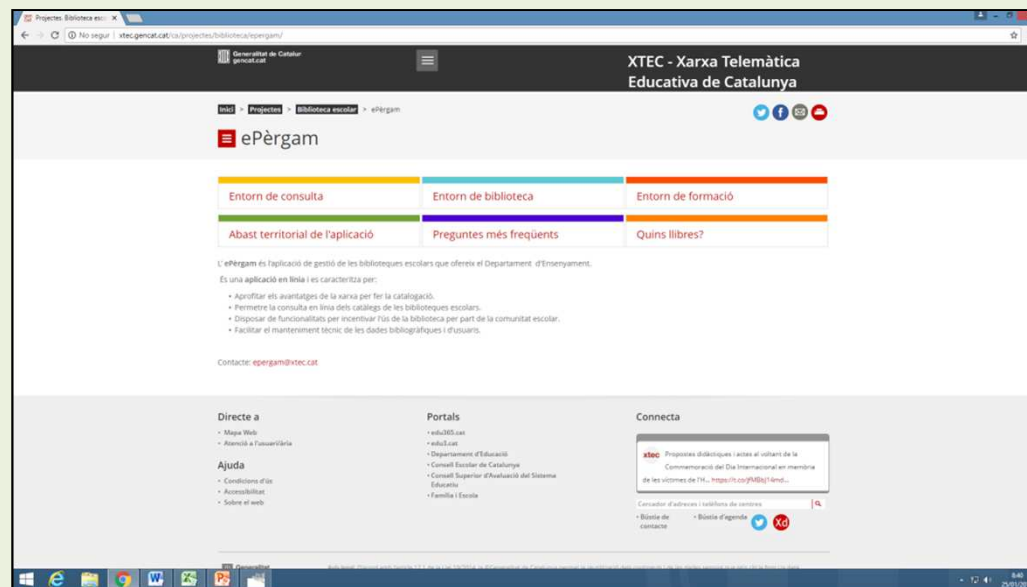 Projectes. Biblioteca esco
No segur | xtec.gencat.cat/ca/projectes/biblioteca/epergam/
Generalitat de Catalur
gencat.cat
XTEC - Xarxa Telemàtica
Educativa de Catalunya
Inici > Projectes > Biblioteca escolar > ePèrgam
ePèrgam
Entorn de consulta
Entorn de biblioteca
Entorn de formació
Abast territorial de l'aplicació
Preguntes més freqüents
Quins llibres?
L' ePèrgam és l'aplicació de gestió de les biblioteques escolars que ofereix el Departament d'Ensenyament.
És una aplicació en línia i es caracteritza per:
• Aprofitar els avantatges de la xarxa per fer la catalogació.
• Permetre la consulta en línia dels catàlegs de les biblioteques escolars.
• Disposar de funcionalitats per incentivar l'ús de la biblioteca per part de la comunitat escolar.
• Facilitar el manteniment tècnic de les dades bibliogràfiques i d'usuaris.
Contacte: epergam@xtec.cat
Directe a
• Mapa Web
• Atenció a l'usuari/ària
Ajuda
• Condicions d'ús
• Accessibilitat
• Sobre el web
Portals
• edu365.cat
• edu3.cat
• Departament d'Educació
• Consell Escolar de Catalunya
• Consell Superior d'Avaluació del Sistema
Educatiu
• Família i Escola
Connecta
xtec Propostes didàctiques i actes al voltant de la
Commemoració del Dia Internacional en memòria
de les víctimes de l'H...
Cercador d'adreces i telèfons de centres
• Bústia de
contacte
• Bústia d'agenda
Xd
Generalitat
8:40